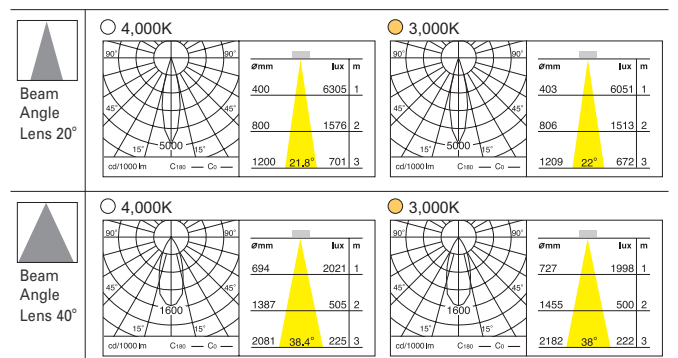 4,000K
90° 90°
45° 45°
15° 15°
5000
cd/1000 lm C180 — C0 —
ømm lux m
400 6305 1
800 1576 2
1200 21.8° 701 3
3,000K
90° 90°
45° 45°
15° 15°
5000
cd/1000 lm C180 — C0 —
ømm lux m
403 6051 1
806 1513 2
1209 22° 672 3
Beam
Angle
Lens 20°
4,000K
90° 90°
45° 45°
15° 15°
1600
cd/1000 lm C180 — C0 —
ømm lux m
694 2021 1
1387 505 2
2081 38.4° 225 3
3,000K
90° 90°
45° 45°
15° 15°
1600
cd/1000 lm C180 — C0 —
ømm lux m
727 1998 1
1455 500 2
2182 38° 222 3
Beam
Angle
Lens 40°